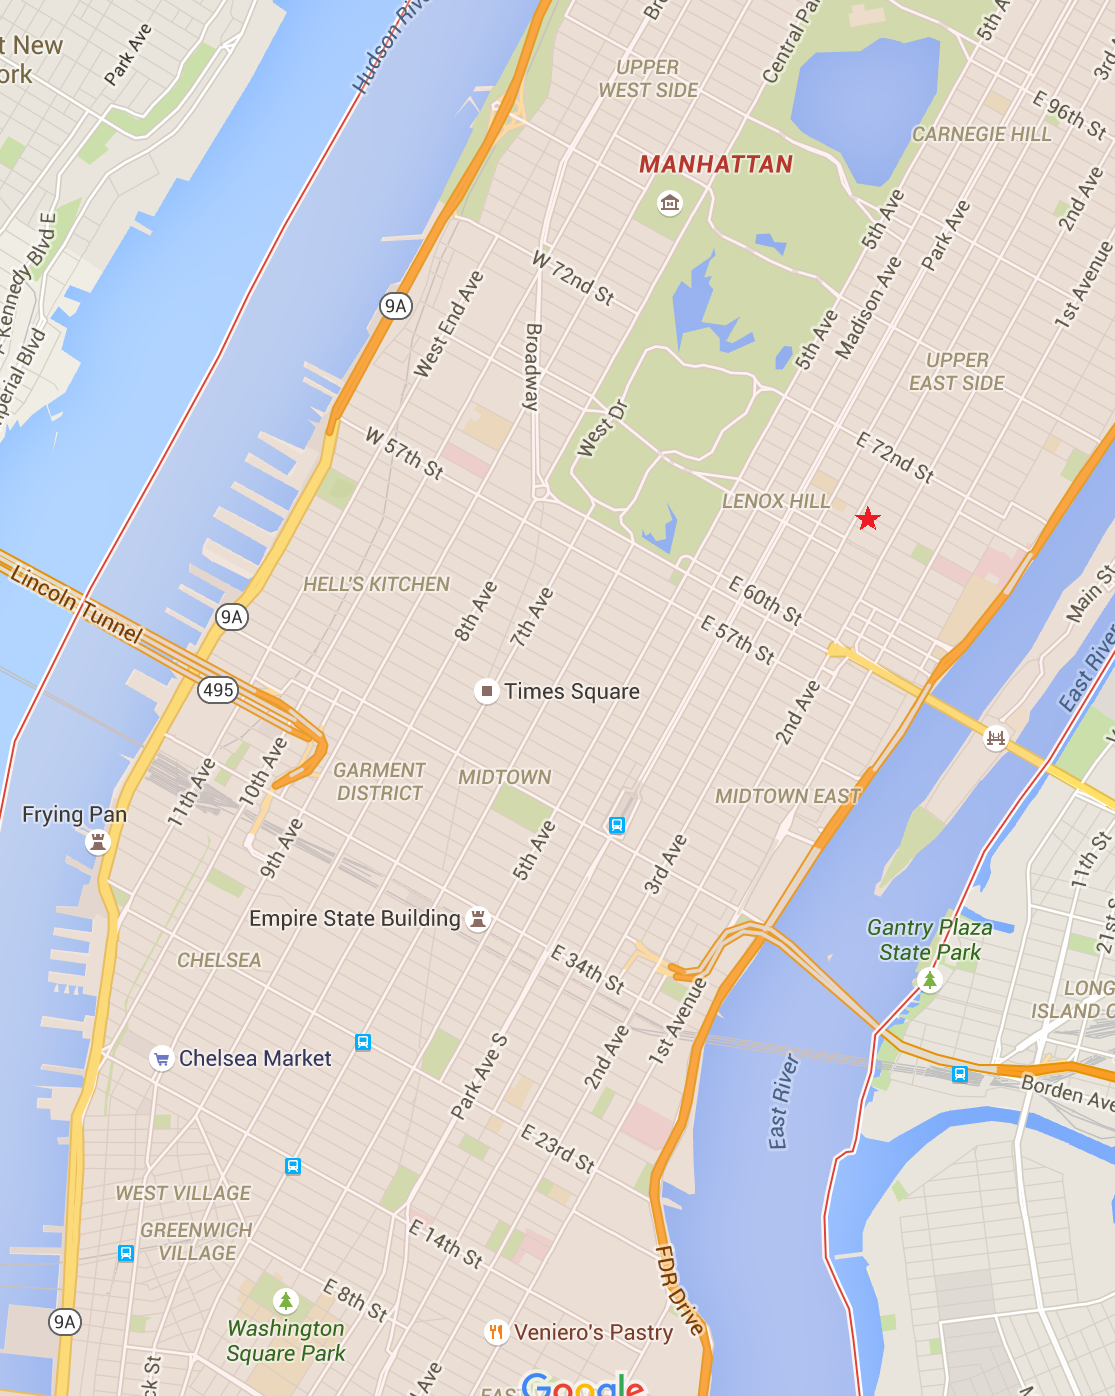 Hudson River
5th A
Central Pa
Park Ave
t New
ork
3rd A
UPPER
WEST SIDE
E 96th St
CARNEGIE HILL
MANHATTAN
2nd Ave
5th Ave
Park Ave
Kennedy Blvd E
W 72nd St
1st Avenue
Madison Ave
9A
West End Ave
5th Ave
Broadway
UPPER
EAST SIDE
perial Blvd
West Dr
W 57th St
E 72nd St
LENOX HILL
HELL'S KITCHEN
Lincoln Tunnel
9A
8th Ave
7th Ave
E 60th St
Main St
E 57th St
East River
495
Times Square
2nd Ave
GARMENT
DISTRICT
MIDTOWN
10th Ave
11th Ave
MIDTOWN EAST
Frying Pan
9th Ave
5th Ave
3rd Ave
11th St
Empire State Building
Gantry Plaza
State Park
21st S
CHELSEA
E 34th St
LONG
ISLAND C
1st Avenue
Chelsea Market
2nd Ave
Park Ave S
East River
Borden Ave
E 23rd St
WEST VILLAGE
GREENWICH
VILLAGE
E 14th St
FDR Drive
E 8th St
9A
Washington
Square Park
Veniero's Pastry
ck St
d Ave
EAST
Google